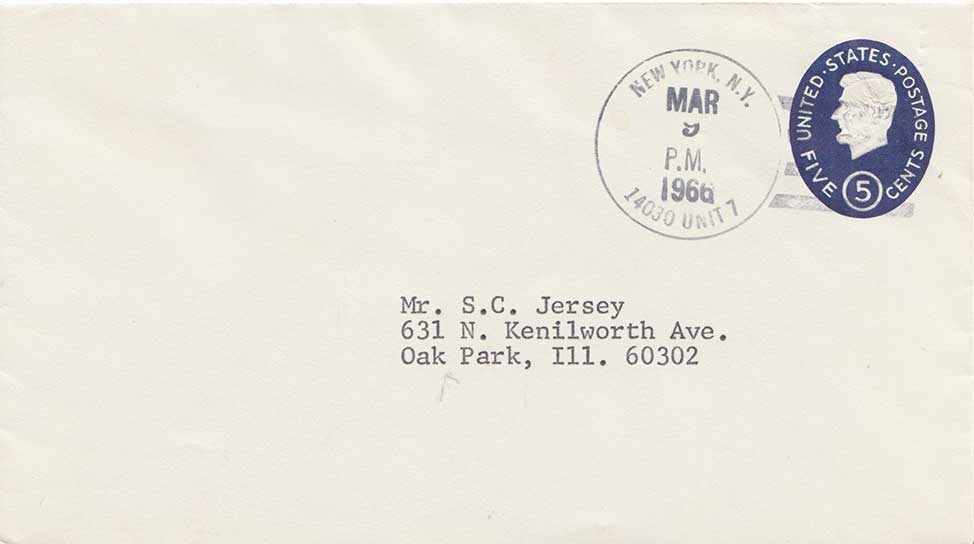 NEW YORK, N.Y.
MAR
9
P.M.
1966
14030 UNIT 7
UNITED·STATES·POSTAGE
FIVE 5 CENTS
Mr. S.C. Jersey
631 N. Kenilworth Ave.
Oak Park, Ill. 60302